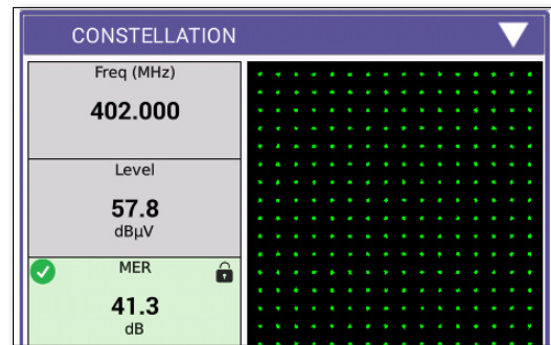 CONSTELLATION
Freq (MHz)
402.000
Level
57.8
dBµV
MER
41.3
dB